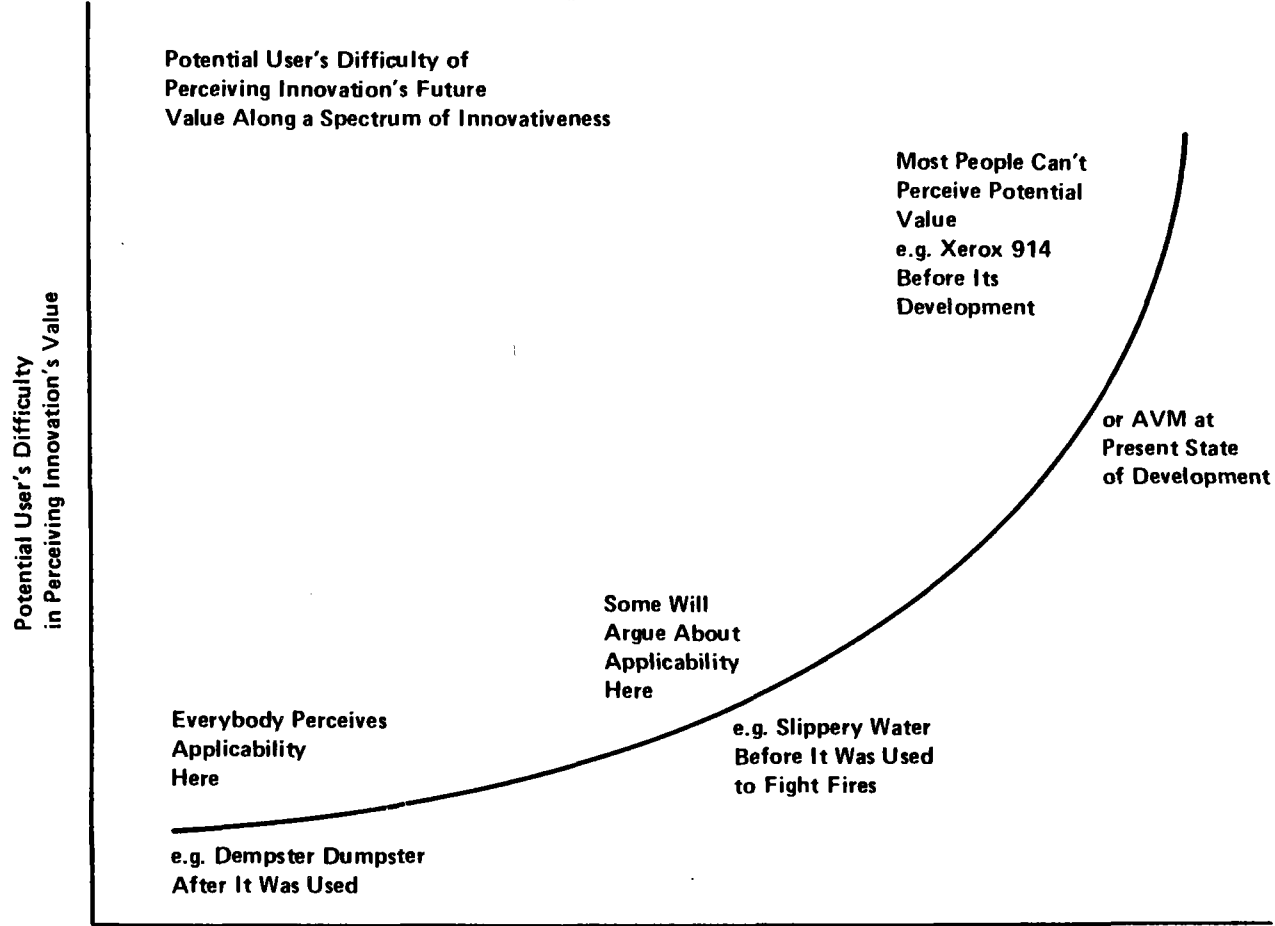 Potential User's Difficulty of
Perceiving Innovation's Future
Value Along a Spectrum of Innovativeness
Most People Can't
Perceive Potential
Value
e.g. Xerox 914
Before Its
Development
Potential User's Difficulty
in Perceiving Innovation's Value
or AVM at
Present State
of Development
Some Will
Argue About
Applicability
Here
Everybody Perceives
Applicability
Here
e.g. Slippery Water
Before It Was Used
to Fight Fires
e.g. Dempster Dumpster
After It Was Used